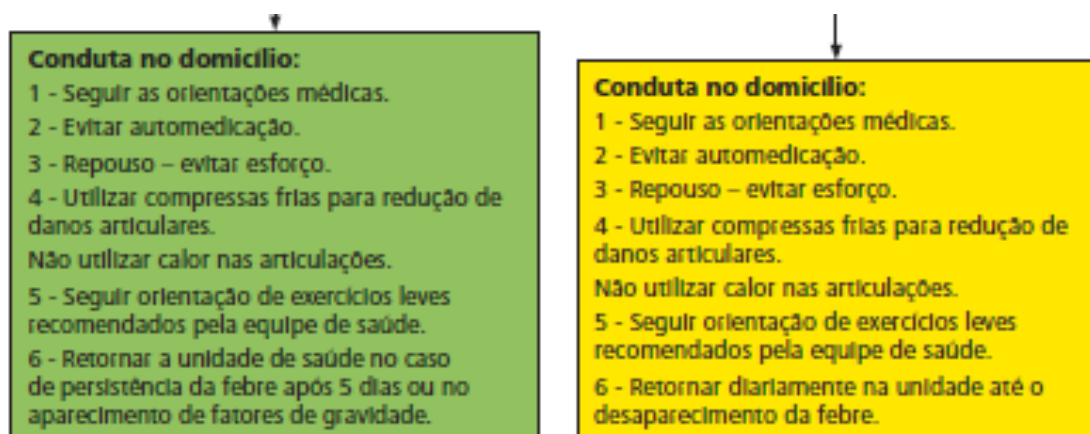 Conduta no domicílio:
1 - Seguir as orientações médicas.
2 - Evitar automedicação.
3 - Repouso – evitar esforço.
4 - Utilizar compressas frias para redução de
danos articulares.
Não utilizar calor nas articulações.
5 - Seguir orientação de exercícios leves
recomendados pela equipe de saúde.
6 - Retornar a unidade de saúde no caso
de persistência da febre após 5 dias ou no
aparecimento de fatores de gravidade.
Conduta no domicílio:
1 - Seguir as orientações médicas.
2 - Evitar automedicação.
3 - Repouso – evitar esforço.
4 - Utilizar compressas frias para redução de
danos articulares.
Não utilizar calor nas articulações.
5 - Seguir orientação de exercícios leves
recomendados pela equipe de saúde.
6 - Retornar diariamente na unidade até o
desaparecimento da febre.